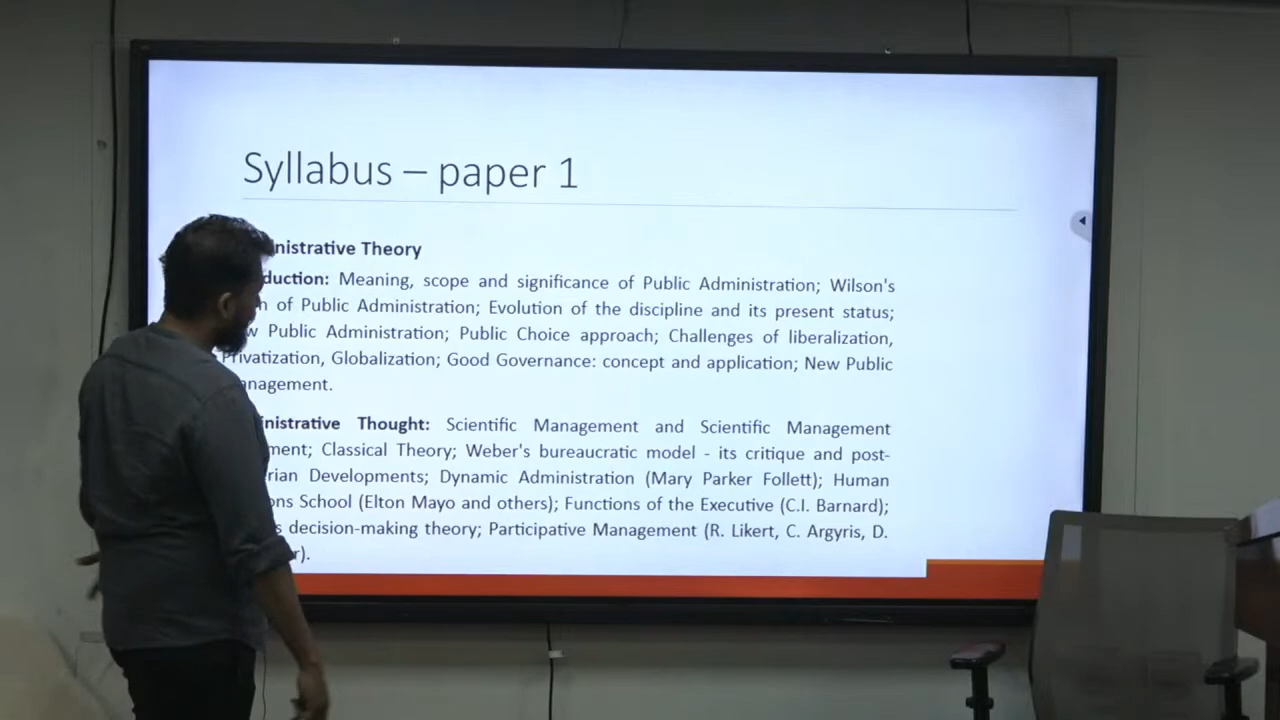 Syllabus – paper 1
nistrative Theory
duction: Meaning, scope and significance of Public Administration; Wilson's
n of Public Administration; Evolution of the discipline and its present status;
w Public Administration; Public Choice approach; Challenges of liberalization,
Privatization, Globalization; Good Governance: concept and application; New Public
anagement.
inistrative Thought: Scientific Management and Scientific Management
ment; Classical Theory; Weber's bureaucratic model - its critique and post-
rian Developments; Dynamic Administration (Mary Parker Follett); Human
ons School (Elton Mayo and others); Functions of the Executive (C.I. Barnard);
s decision-making theory; Participative Management (R. Likert, C. Argyris, D.
r).